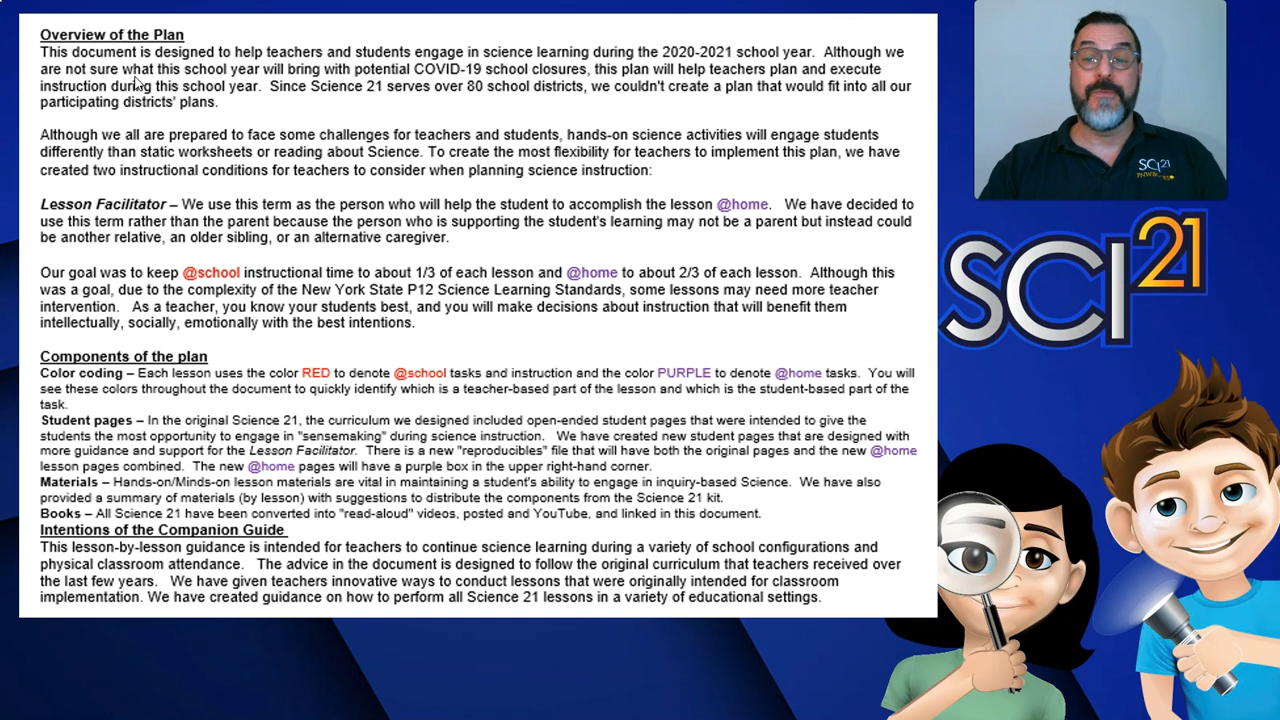 Overview of the Plan
This document is designed to help teachers and students engage in science learning during the 2020-2021 school year.  Although we
are not sure what this school year will bring with potential COVID-19 school closures, this plan will help teachers plan and execute
instruction during this school year.  Since Science 21 serves over 80 school districts, we couldn't create a plan that would fit into all our
participating districts' plans.
Although we all are prepared to face some challenges for teachers and students, hands-on science activities will engage students
differently than static worksheets or reading about Science. To create the most flexibility for teachers to implement this plan, we have
created two instructional conditions for teachers to consider when planning science instruction:
Lesson Facilitator – We use this term as the person who will help the student to accomplish the lesson @home.   We have decided to
use this term rather than the parent because the person who is supporting the student's learning may not be a parent but instead could
be another relative, an older sibling, or an alternative caregiver.
Our goal was to keep @school instructional time to about 1/3 of each lesson and @home to about 2/3 of each lesson.  Although this
was a goal, due to the complexity of the New York State P12 Science Learning Standards, some lessons may need more teacher
intervention.   As a teacher, you know your students best, and you will make decisions about instruction that will benefit them
intellectually, socially, emotionally with the best intentions.
Components of the plan
Color coding – Each lesson uses the color RED to denote @school tasks and instruction and the color PURPLE to denote @home tasks.  You will
see these colors throughout the document to quickly identify which is a teacher-based part of the lesson and which is the student-based part of the
task.
Student pages – In the original Science 21, the curriculum we designed included open-ended student pages that were intended to give the
students the most opportunity to engage in "sensemaking" during science instruction.   We have created new student pages that are designed with
more guidance and support for the Lesson Facilitator.  There is a new "reproducibles" file that will have both the original pages and the new @home
lesson pages combined.  The new @home pages will have a purple box in the upper right-hand corner.
Materials – Hands-on/Minds-on lesson materials are vital in maintaining a student's ability to engage in inquiry-based Science.  We have also
provided a summary of materials (by lesson) with suggestions to distribute the components from the Science 21 kit.
Books – All Science 21 have been converted into "read-aloud" videos, posted and YouTube, and linked in this document.
Intentions of the Companion Guide
This lesson-by-lesson guidance is intended for teachers to continue science learning during a variety of school configurations and
physical classroom attendance.   The advice in the document is designed to follow the original curriculum that teachers received over
the last few years.   We have given teachers innovative ways to conduct lessons that were originally intended for classroom
implementation. We have created guidance on how to perform all Science 21 lessons in a variety of educational settings.
SCI 21
SCI21